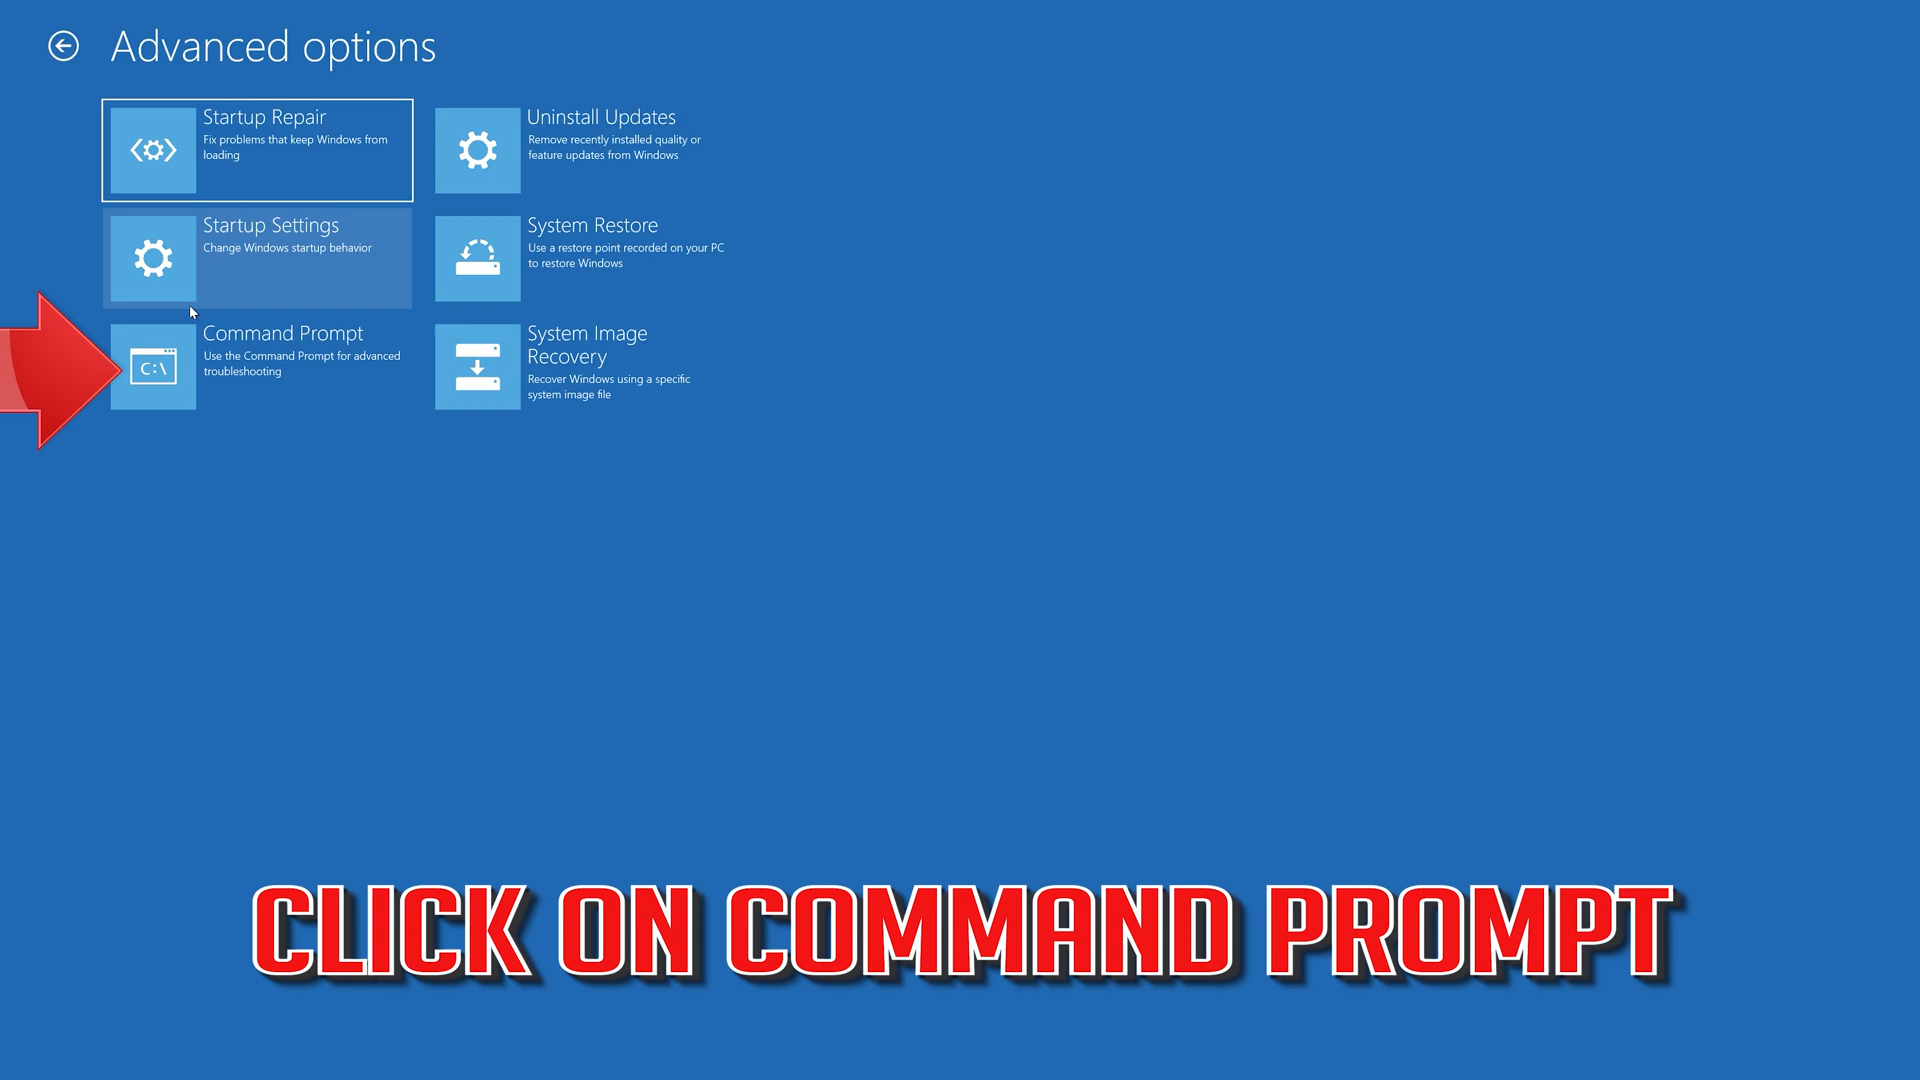 Advanced options
Startup Repair
Fix problems that keep Windows from
loading
Uninstall Updates
Remove recently installed quality or
feature updates from Windows
Startup Settings
Change Windows startup behavior
System Restore
Use a restore point recorded on your PC
to restore Windows
C:\
Command Prompt
Use the Command Prompt for advanced
troubleshooting
System Image
Recovery
Recover Windows using a specific
system image file
CLICK ON COMMAND PROMPT